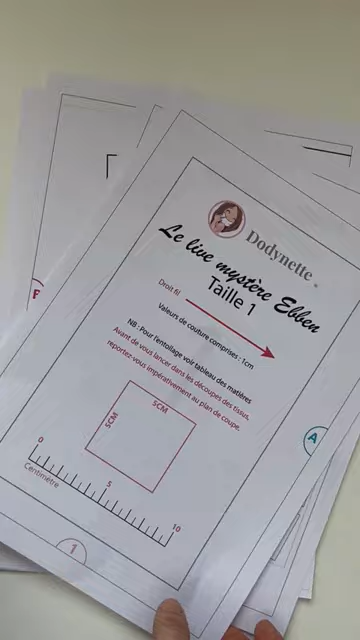 Dodynette
Le live mystère Ebben
Taille 1
Droit fil
Valeurs de couture comprises : 1cm
NB : Pour l'entoilage voir tableau des matières
Avant de vous lancer dans les découpes des tissus,
reportez-vous impérativement au plan de coupe.
5CM
5CM
0
5
10
Centimètre
1
F
A